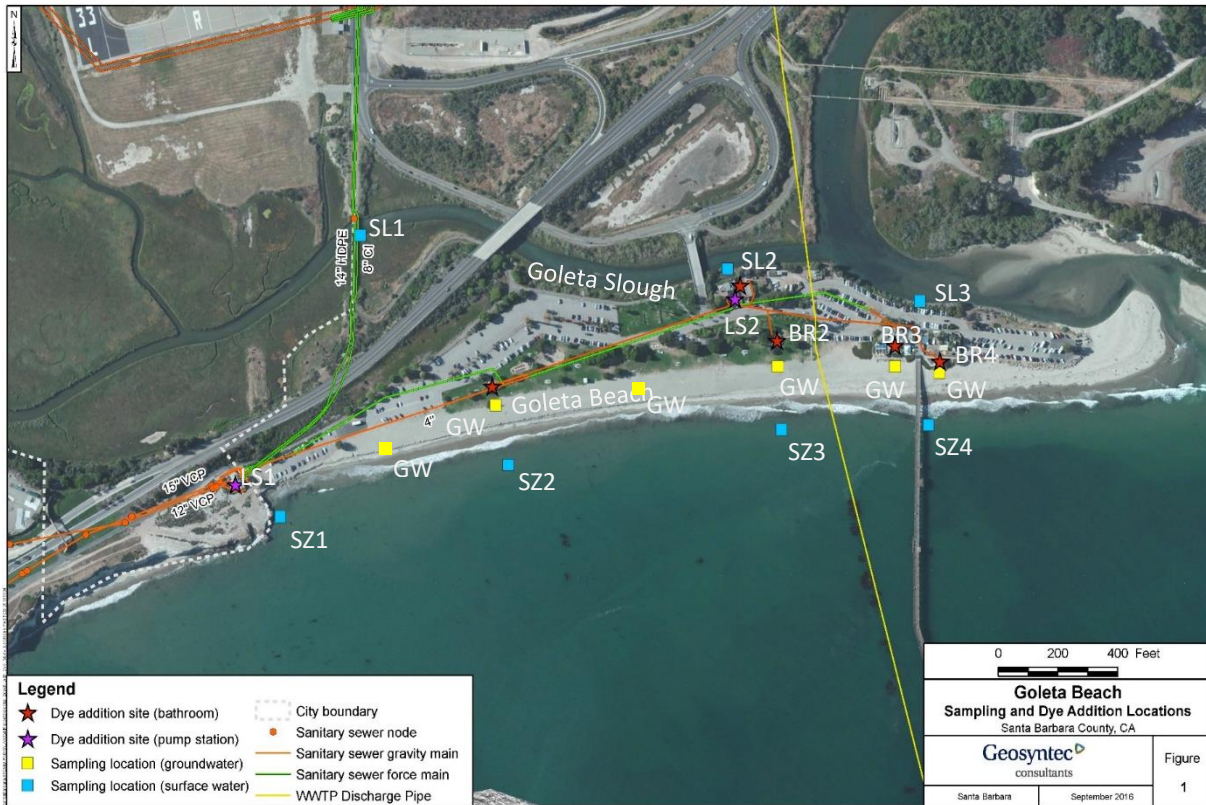 N
33
L
R
14" HDPE
8" CI
SL1
Goleta Slough
SL2
SL3
LS2
BR2
BR3
BR4
GW
GW
Goleta Beach
GW
GW
4"
GW
GW
SZ3
SZ4
SZ2
15" VCP
LS1
12" VCP
SZ1
Legend
Dye addition site (bathroom)
Dye addition site (pump station)
Sampling location (groundwater)
Sampling location (surface water)
City boundary
Sanitary sewer node
Sanitary sewer gravity main
Sanitary sewer force main
WWTP Discharge Pipe
0 200 400 Feet
Goleta Beach
Sampling and Dye Addition Locations
Santa Barbara County, CA
Geosyntec
consultants
Figure
1
Santa Barbara
September 2016